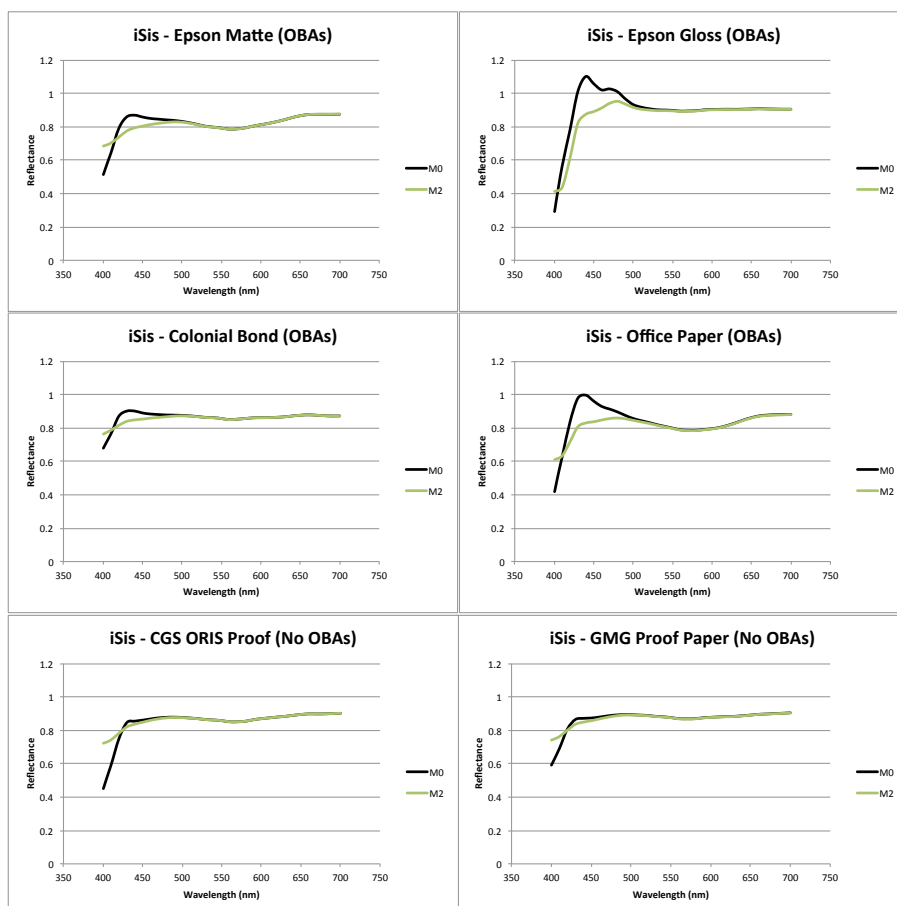 iSis - Epson Matte (OBAs)
1.2
1
0.8
0.6
0.4
0.2
0
Reflectance
350 400 450 500 550 600 650 700 750
Wavelength (nm)
M0
M2
iSis - Epson Gloss (OBAs)
1.2
1
0.8
0.6
0.4
0.2
0
Reflectance
350 400 450 500 550 600 650 700 750
Wavelength (nm)
M0
M2
iSis - Colonial Bond (OBAs)
1.2
1
0.8
0.6
0.4
0.2
0
Reflectance
350 400 450 500 550 600 650 700 750
Wavelength (nm)
M0
M2
iSis - Office Paper (OBAs)
1.2
1
0.8
0.6
0.4
0.2
0
Reflectance
350 400 450 500 550 600 650 700 750
Wavelength (nm)
M0
M2
iSis - CGS ORIS Proof (No OBAs)
1.2
1
0.8
0.6
0.4
0.2
0
Reflectance
350 400 450 500 550 600 650 700 750
Wavelength (nm)
M0
M2
iSis - GMG Proof Paper (No OBAs)
1.2
1
0.8
0.6
0.4
0.2
0
Reflectance
350 400 450 500 550 600 650 700 750
Wavelength (nm)
M0
M2